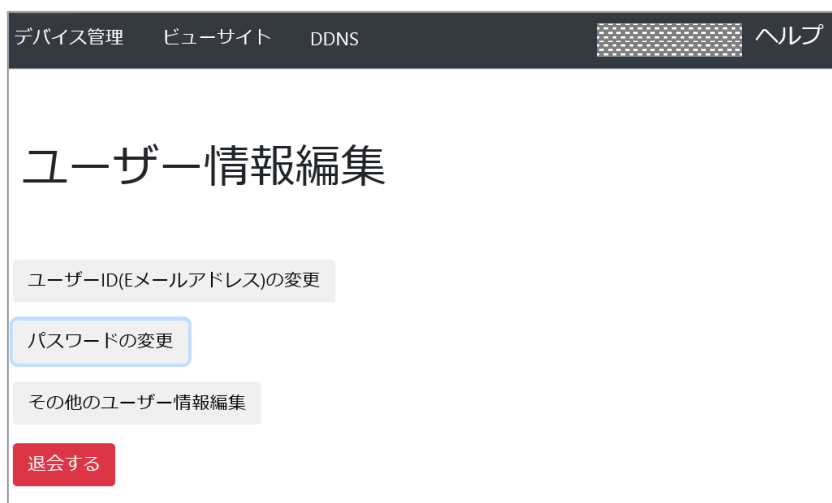 デバイス管理 ビューサイト DDNS ヘルプ
ユーザー情報編集
ユーザーID(Eメールアドレス)の変更
パスワードの変更
その他のユーザー情報編集
退会する